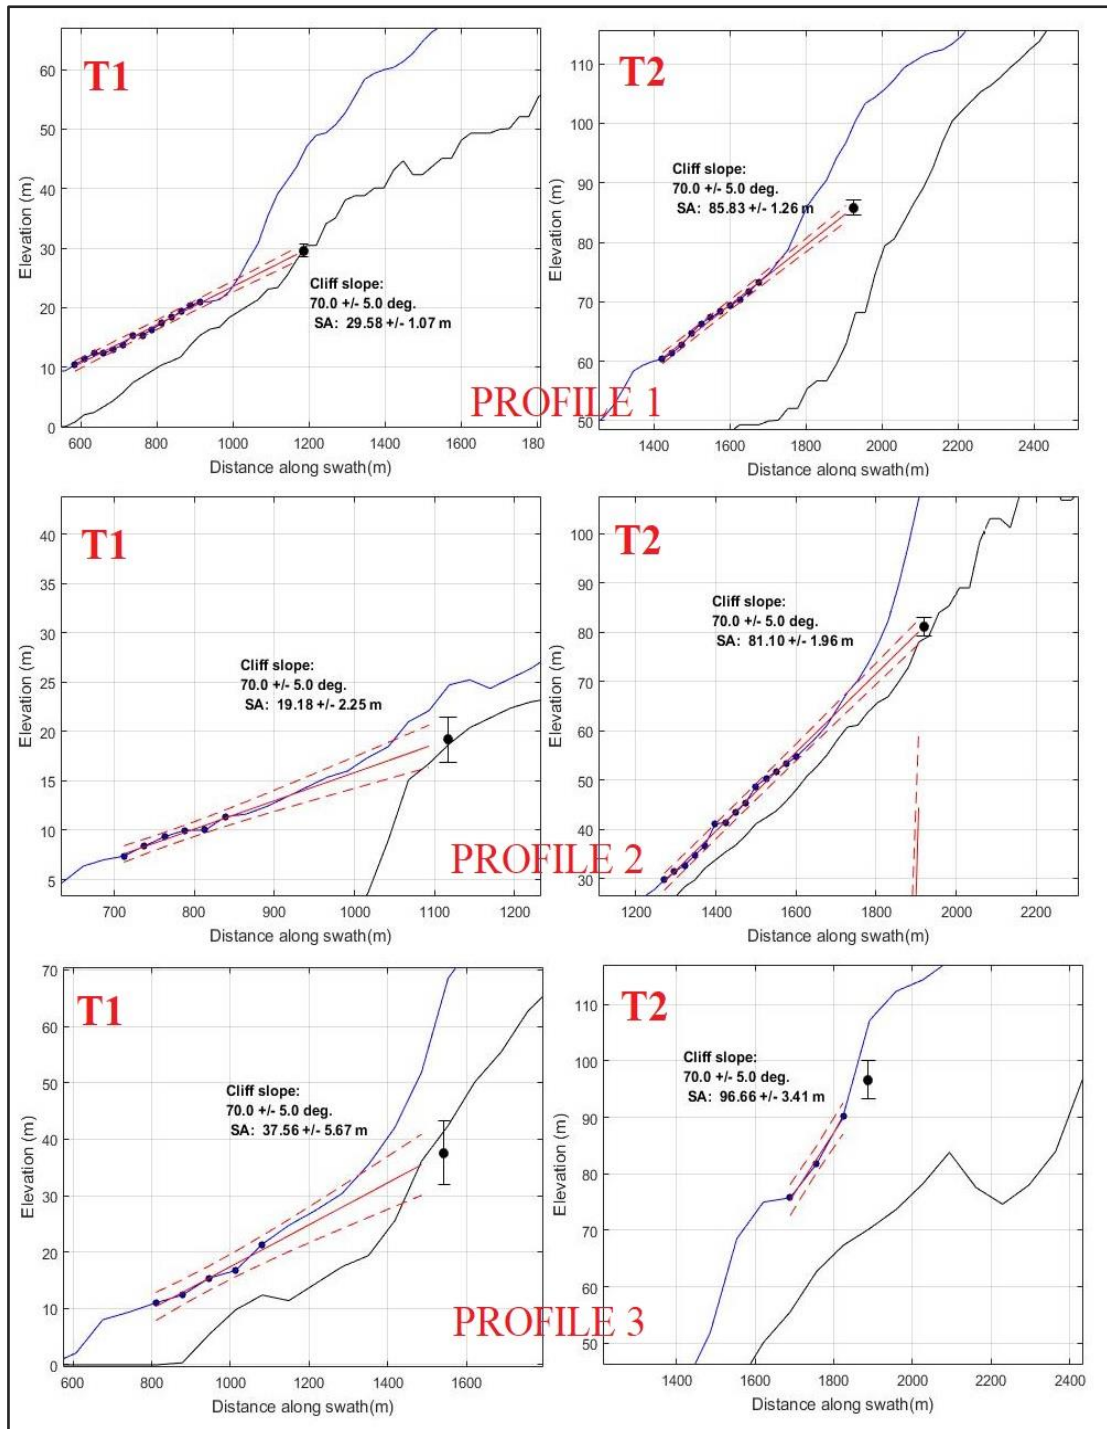 T1
60
50
40
30
20
10
0
Elevation (m)
Cliff slope:
70.0 +/- 5.0 deg.
SA: 29.58 +/- 1.07 m
600 800 1000 1200 1400 1600 180
Distance along swath(m)
T2
110
100
90
80
70
60
50
Elevation (m)
Cliff slope:
70.0 +/- 5.0 deg.
SA: 85.83 +/- 1.26 m
1400 1600 1800 2000 2200 2400
Distance along swath(m)
PROFILE 1
T1
40
35
30
25
20
15
10
5
Elevation (m)
Cliff slope:
70.0 +/- 5.0 deg.
SA: 19.18 +/- 2.25 m
700 800 900 1000 1100 1200
Distance along swath(m)
T2
100
90
80
70
60
50
40
30
Elevation (m)
Cliff slope:
70.0 +/- 5.0 deg.
SA: 81.10 +/- 1.96 m
1200 1400 1600 1800 2000 2200
Distance along swath(m)
PROFILE 2
T1
70
60
50
40
30
20
10
0
Elevation (m)
Cliff slope:
70.0 +/- 5.0 deg.
SA: 37.56 +/- 5.67 m
600 800 1000 1200 1400 1600
Distance along swath(m)
T2
110
100
90
80
70
60
50
Elevation (m)
Cliff slope:
70.0 +/- 5.0 deg.
SA: 96.66 +/- 3.41 m
1400 1600 1800 2000 2200 2400
Distance along swath(m)
PROFILE 3